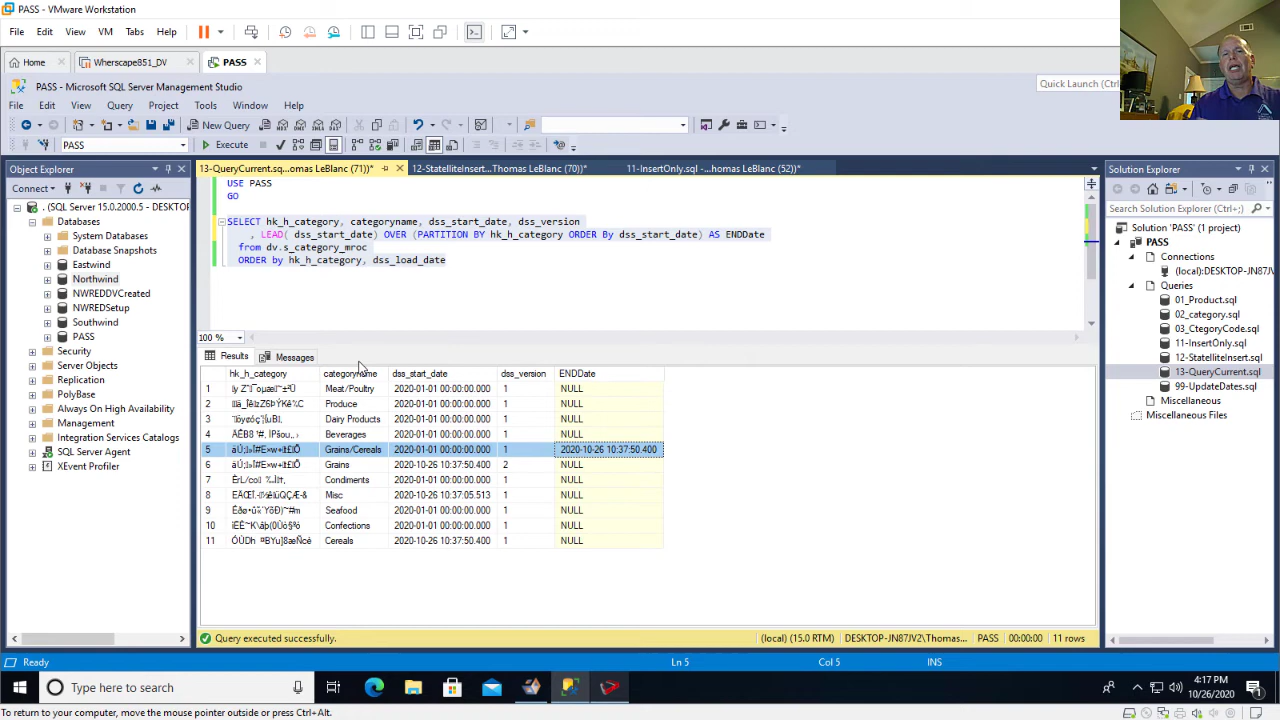 PASS - VMware Workstation
File Edit View VM Tabs Help
Home Wherscape851_DV PASS
PASS - Microsoft SQL Server Management Studio
Quick Launch (Ctrl
File Edit View Query Project Tools Window Help
New Query
PASS Execute
Object Explorer
13-QueryCurrent.sq...omas LeBlanc (71))* 12-StatelliteInsert...Thomas LeBlanc (70))* 11-InsertOnly.sql -...homas LeBlanc (52))*
Solution Explorer
Connect
. (SQL Server 15.0.2000.5 - DESKTOP
Databases
System Databases
Database Snapshots
Eastwind
Northwind
NWREDDVCreated
NWREDSetup
Southwind
PASS
Security
Server Objects
Replication
PolyBase
Always On High Availability
Management
Integration Services Catalogs
SQL Server Agent
XEvent Profiler
USE PASS
GO
SELECT hk_h_category, categoryname, dss_start_date, dss_version
, LEAD( dss_start_date) OVER (PARTITION BY hk_h_category ORDER By dss_start_date) AS ENDDate
from dv.s_category_mroc
ORDER by hk_h_category, dss_load_date
100 %
Results Messages
hk_h_category categoryname dss_start_date dss_version ENDDate
1 Meat/Poultry 2020-01-01 00:00:00.000 1 NULL
2 Produce 2020-01-01 00:00:00.000 1 NULL
3 Dairy Products 2020-01-01 00:00:00.000 1 NULL
4 Beverages 2020-01-01 00:00:00.000 1 NULL
5 Grains/Cereals 2020-01-01 00:00:00.000 1 2020-10-26 10:37:50.400
6 Grains 2020-10-26 10:37:50.400 2 NULL
7 Condiments 2020-01-01 00:00:00.000 1 NULL
8 Misc 2020-10-26 10:37:05.513 1 NULL
9 Seafood 2020-01-01 00:00:00.000 1 NULL
10 Confections 2020-01-01 00:00:00.000 1 NULL
11 Cereals 2020-10-26 10:37:50.400 1 NULL
Query executed successfully. (local) (15.0 RTM) DESKTOP-JN87JV2\Thomas... PASS 00:00:00 11 rows
Search Solution Explorer (Ctrl+;)
Solution 'PASS' (1 project)
PASS
Connections
(local):DESKTOP-JN87JV
Queries
01_Product.sql
02_category.sql
03_CtegoryCode.sql
11-InsertOnly.sql
12-StatelliteInsert.sql
13-QueryCurrent.sql
99-UpdateDates.sql
Miscellaneous
Miscellaneous Files
Ready Ln 5 Col 5 INS
Type here to search
4:17 PM
10/26/2020
1
To return to your computer, move the mouse pointer outside or press Ctrl+Alt.